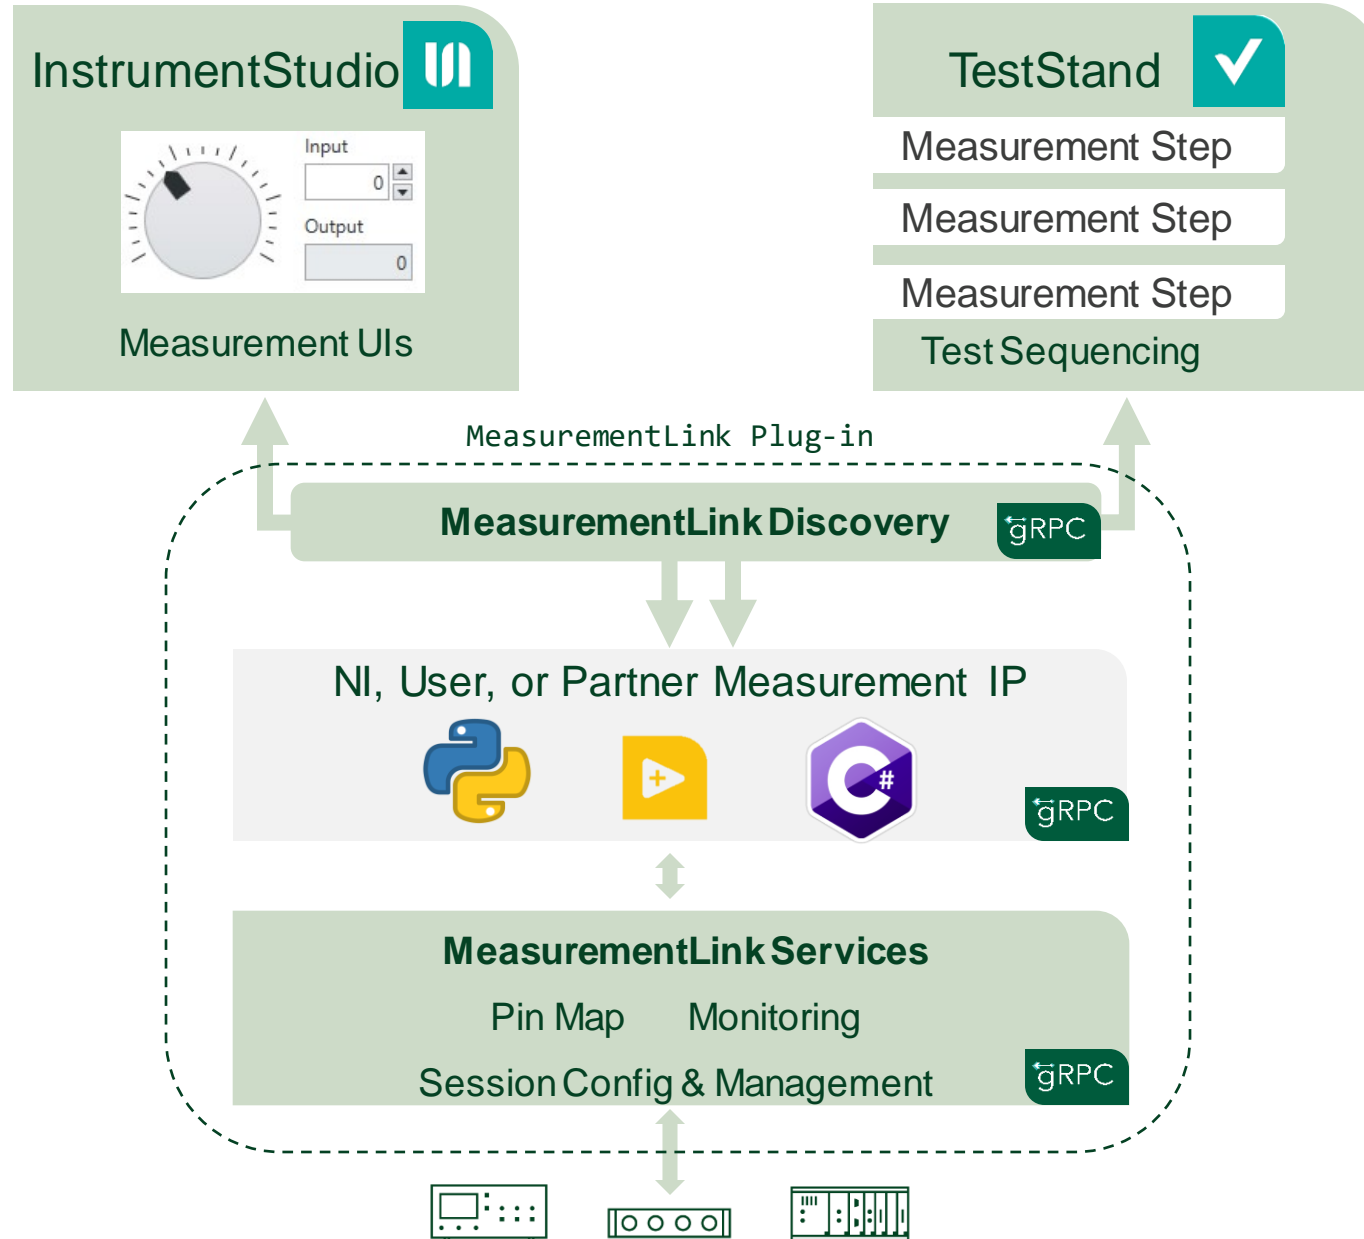 InstrumentStudio
Input
0
Output
0
Measurement UIs
TestStand
Measurement Step
Measurement Step
Measurement Step
Test Sequencing
MeasurementLink Plug-in
MeasurementLink Discovery
gRPC
NI, User, or Partner Measurement IP
C#
gRPC
MeasurementLink Services
Pin Map Monitoring
Session Config & Management
gRPC